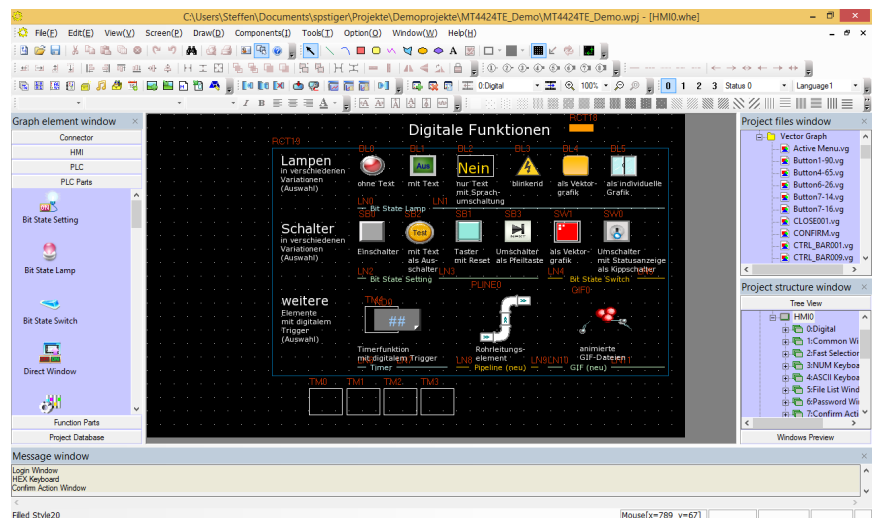 C:\Users\Steffen\Documents\spstiger\Projekte\Demoprojekte\MT4424TE_Demo\MT4424TE_Demo.wpj - [HMI0.whe]
File(F) Edit(E) View(V) Screen(P) Draw(D) Components(I) Tools(T) Option(O) Window(W) Help(H)
0:Digital 100% 0 1 2 3 Status 0 Language1
Graph element window
Connector
HMI
PLC
PLC Parts
Bit State Setting
Bit State Lamp
Bit State Switch
Direct Window
Function Parts
Project Database
Digitale Funktionen
RCT18
RCT19
BL0 BL1 BL2 BL3 BL4 BL5
Lampen
in verschiedenen
Variationen
(Auswahl)
Aus
Nein
ohne Text
mit Text
nur Text
mit Sprach-
umschaltung
blinkend
als Vektor-
grafik
als individuelle
Grafik
LN0 Bit State Lamp LN1
SB0 SB2 SB1 SB3 SW1 SW0
Schalter
in verschiedenen
Variationen
(Auswahl)
Test
Einschalter
mit Text
als Aus-
schalter
Taster
mit Reset
Umschalter
als Pfeiltaste
als Vektor-
grafik
Umschalter
mit Statusanzeige
als Kippschalter
LN2 Bit State Setting LN3
LN4 Bit State Switch
PLINE0
GIF0
weitere
Elemente
mit digitalem
Trigger
(Auswahl)
##
Timerfunktion
mit digitalem Trigger
Timer
Rohrleitungs-
element
LN8 Pipeline (neu) LN9
animierte
GIF-Dateien
LN10 GIF (neu) LN11
TM0 TM1 TM2 TM3
Project files window
Vector Graph
Active Menu.vg
Button1-90.vg
Button4-65.vg
Button6-26.vg
Button7-14.vg
Button7-16.vg
CLOSE001.vg
CONFIRM.vg
CTRL_BAR001.vg
CTRL_BAR009.vg
Project structure window
Tree View
HMI0
0:Digital
1:Common Wi
2:Fast Selection
3:NUM Keyboa
4:ASCII Keyboa
5:File List Wind
6:Password Wi
7:Confirm Acti
Windows Preview
Message window
Login Window
HEX Keyboard
Confirm Action Window
Filled Style20
Mouse[x=789 y=67]